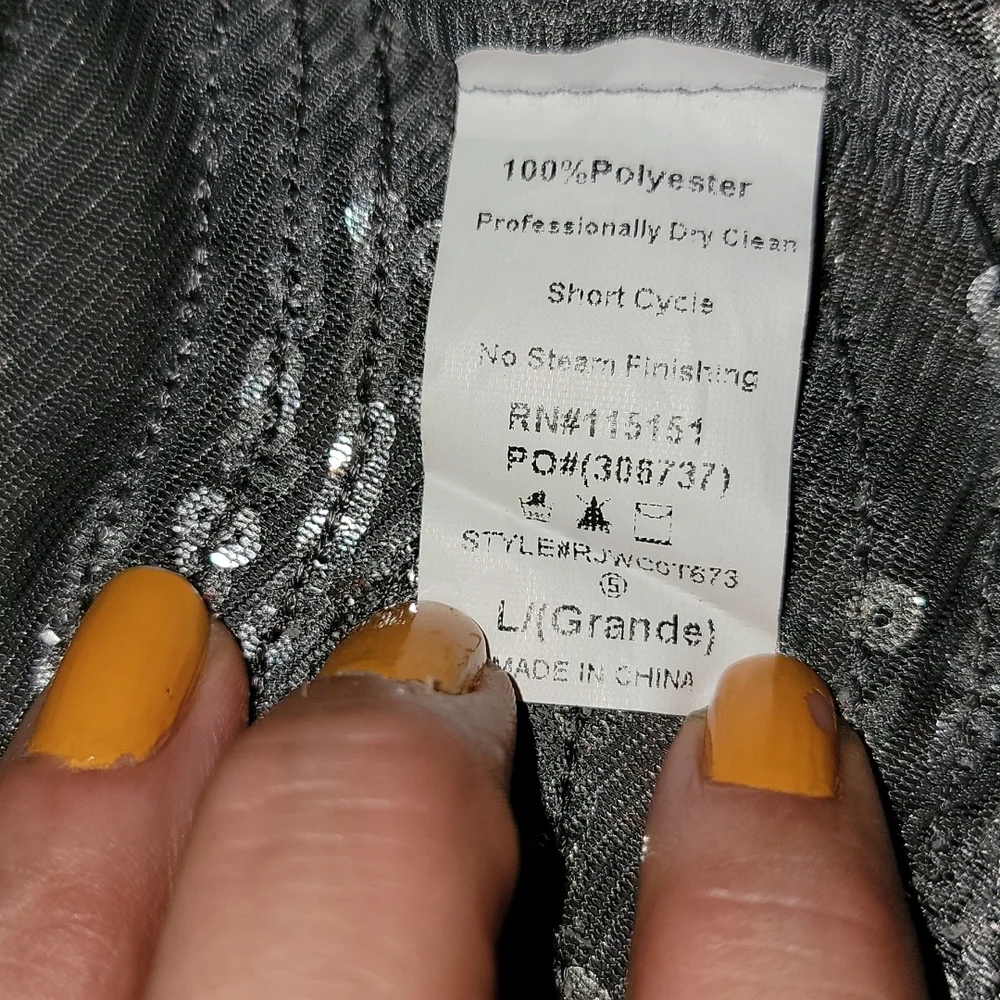 100%Polyester
Professionally Dry Clean
Short Cycle
No Steam Finishing
RN#115151
PO#(306737)
STYLE#RJWC0T673
5
L/(Grande)
MADE IN CHINA